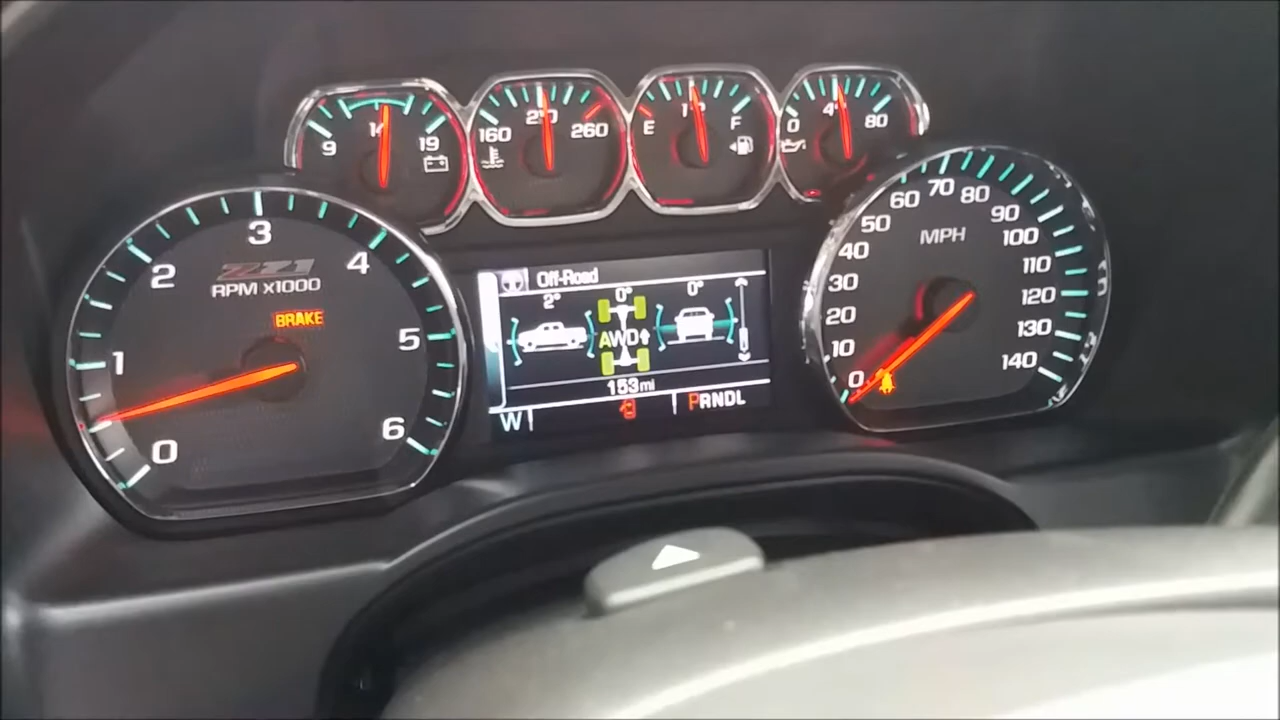 9 14 19
160 210 260
E 1 F
0 4 80
0 1 2 3 4 5 6
Z71
RPM X1000
BRAKE
Off-Road
2° 0° 0°
AWD
153mi
W
PRNDL
0 10 20 30 40 50 60 70 80 90 100 110 120 130 140
MPH